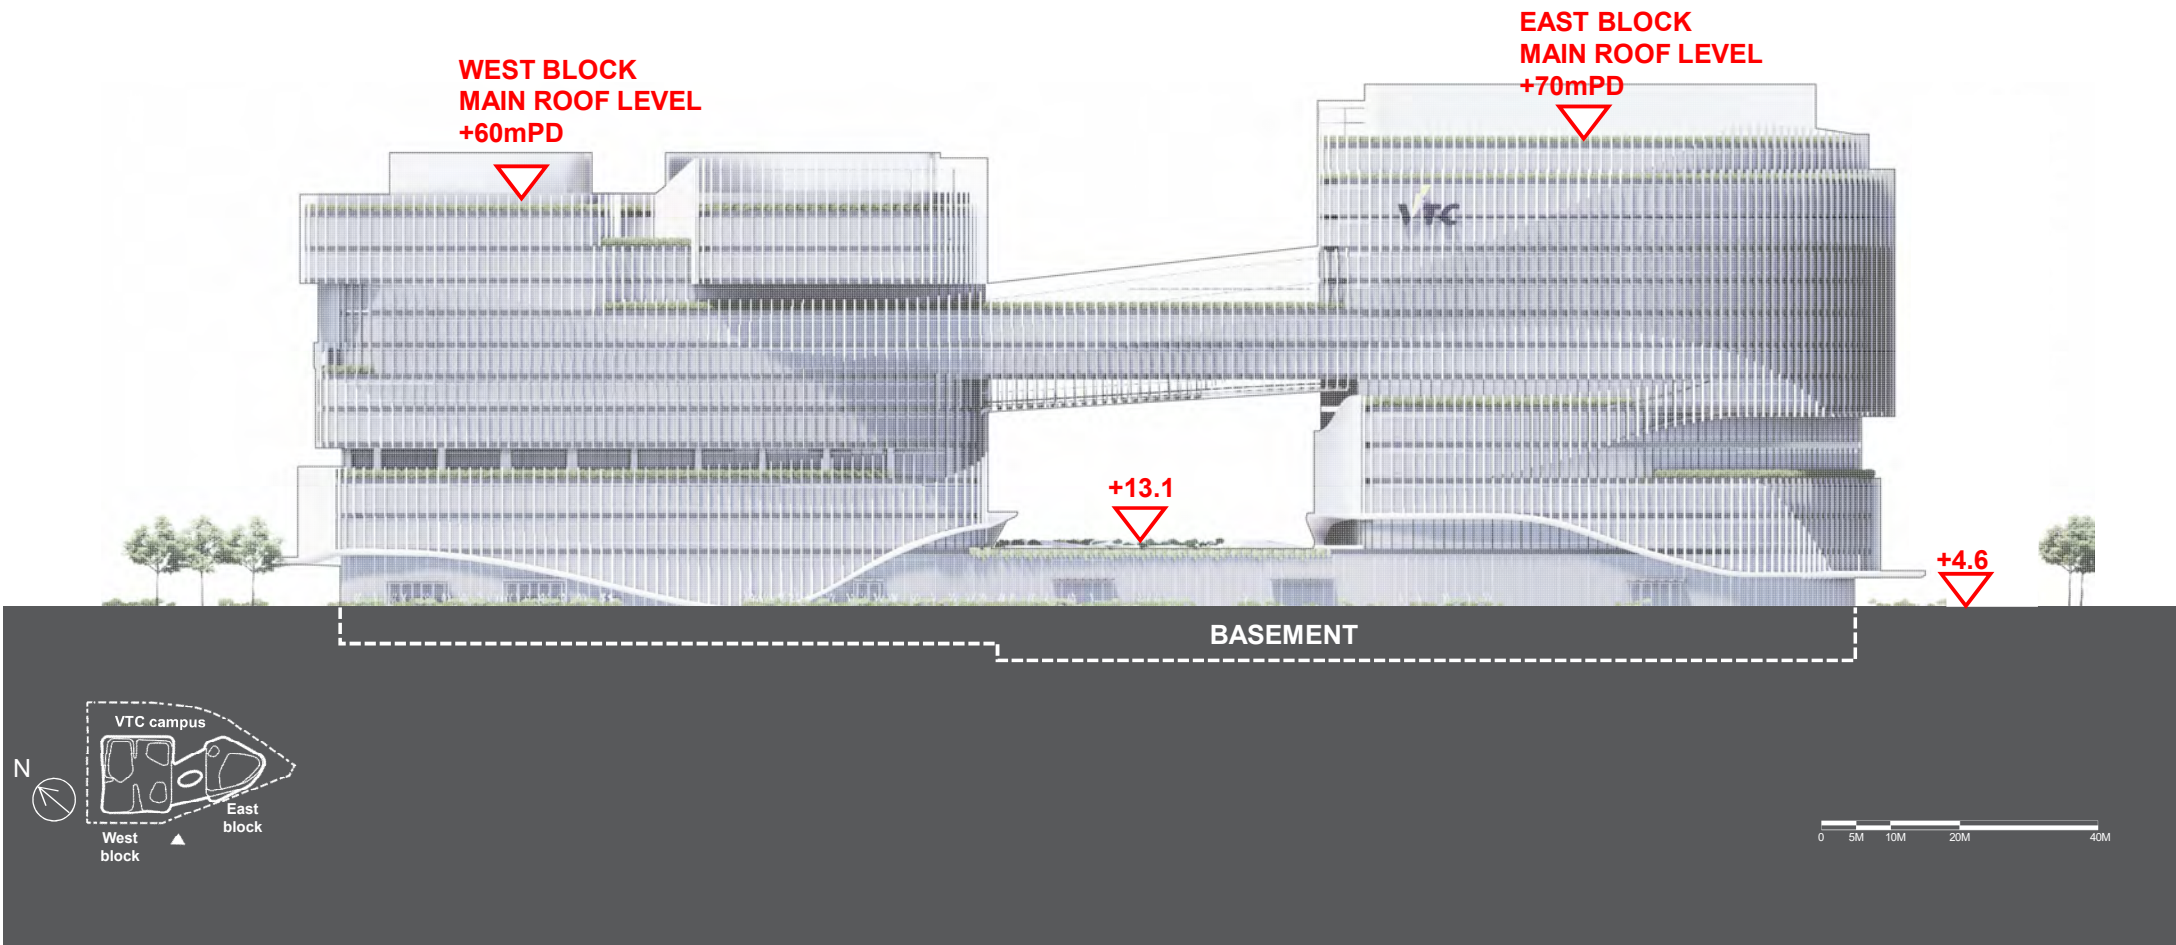 EAST BLOCK
MAIN ROOF LEVEL
+70mPD
WEST BLOCK
MAIN ROOF LEVEL
+60mPD
VTC
+13.1
+4.6
BASEMENT
VTC campus
N
East
block
West
block
0 5M 10M 20M 40M